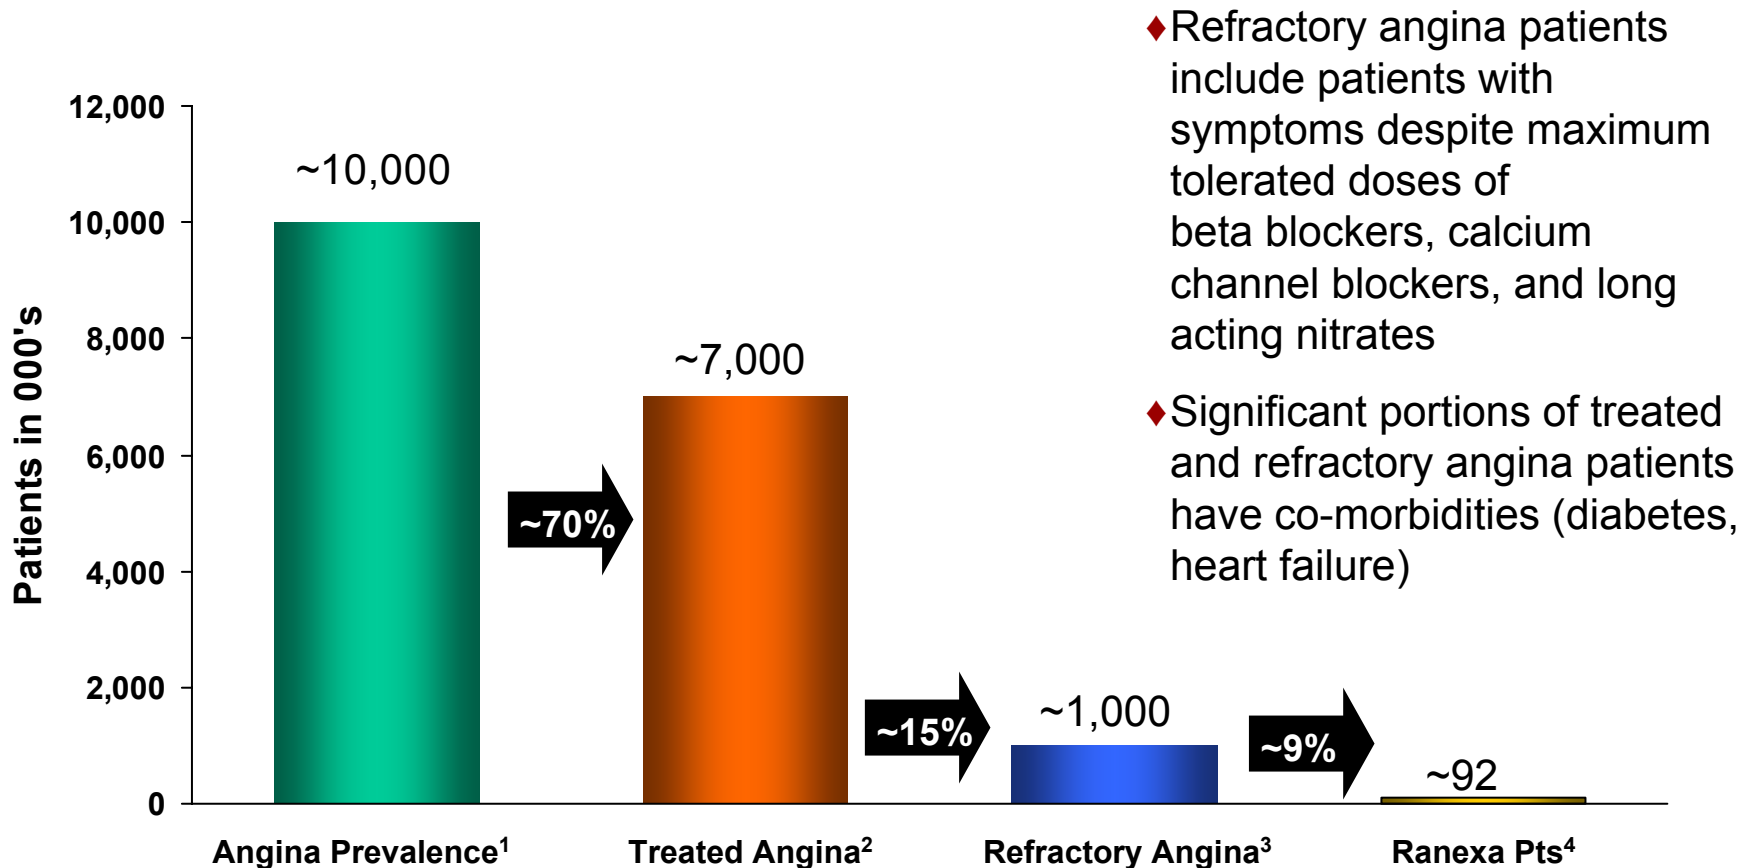 ♦Refractory angina patients
include patients with
symptoms despite maximum
tolerated doses of
beta blockers, calcium
channel blockers, and long
acting nitrates
♦Significant portions of treated
and refractory angina patients
have co-morbidities (diabetes,
heart failure)
Patients in 000's
12,000
10,000
8,000
6,000
4,000
2,000
0
~10,000
~70%
~7,000
~15%
~1,000
~9%
~92
Angina Prevalence¹
Treated Angina²
Refractory Angina³
Ranexa Pts⁴